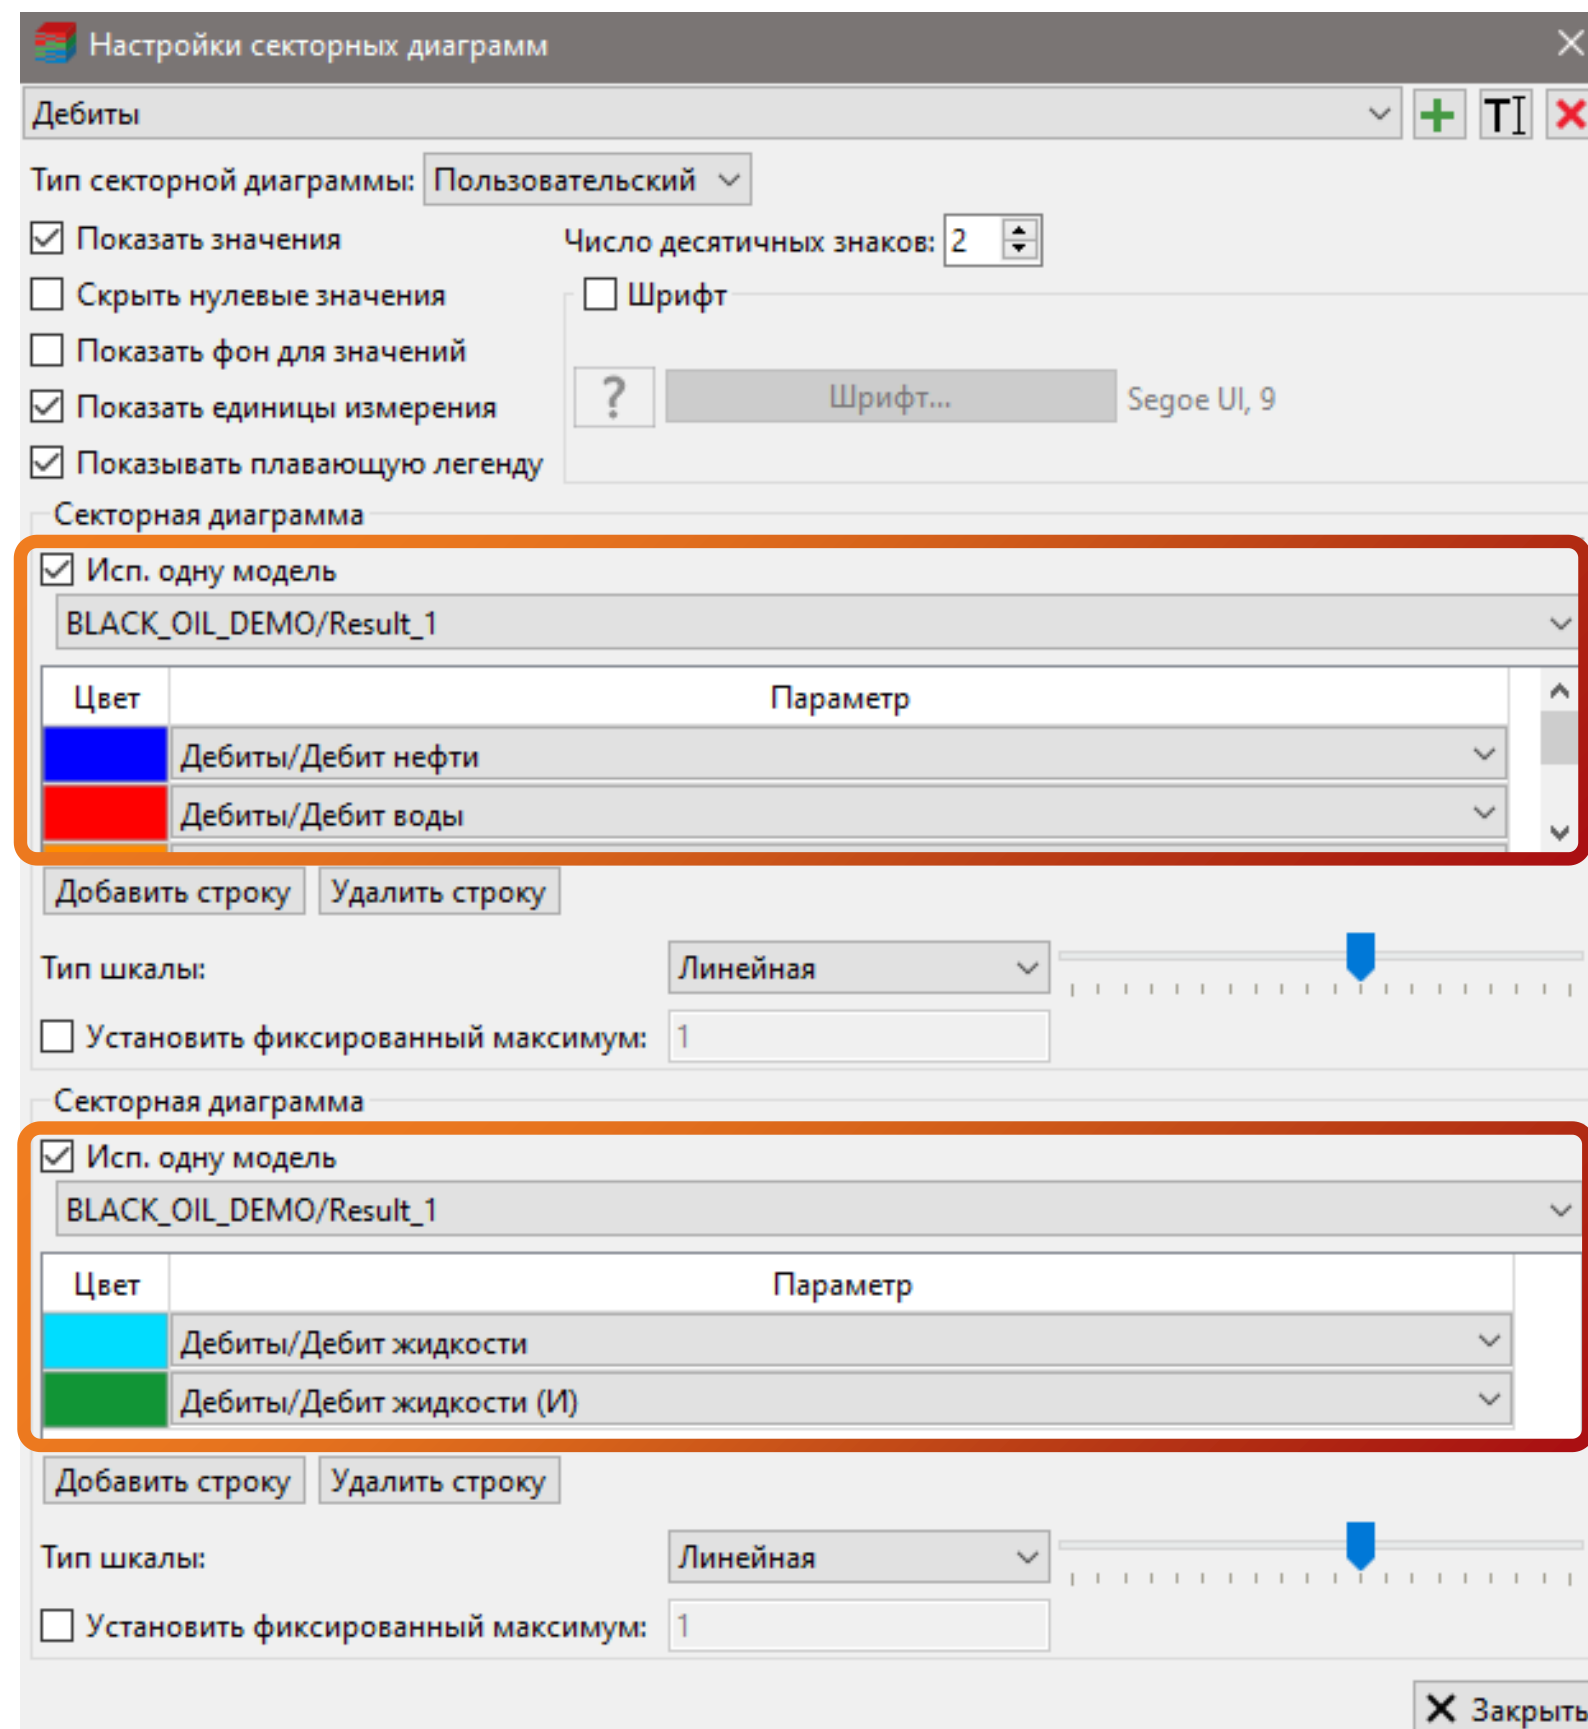 Настройки секторных диаграмм
Дебиты
Тип секторной диаграммы: Пользовательский
Показать значения Число десятичных знаков: 2
Скрыть нулевые значения Шрифт
Показать фон для значений
? Шрифт... Segoe UI, 9
Показать единицы измерения
Показывать плавающую легенду
Секторная диаграмма
Исп. одну модель
BLACK_OIL_DEMO/Result_1
Цвет Параметр
Дебиты/Дебит нефти
Дебиты/Дебит воды
Добавить строку Удалить строку
Тип шкалы: Линейная
Установить фиксированный максимум: 1
Секторная диаграмма
Исп. одну модель
BLACK_OIL_DEMO/Result_1
Цвет Параметр
Дебиты/Дебит жидкости
Дебиты/Дебит жидкости (И)
Добавить строку Удалить строку
Тип шкалы: Линейная
Установить фиксированный максимум: 1
Закрыть